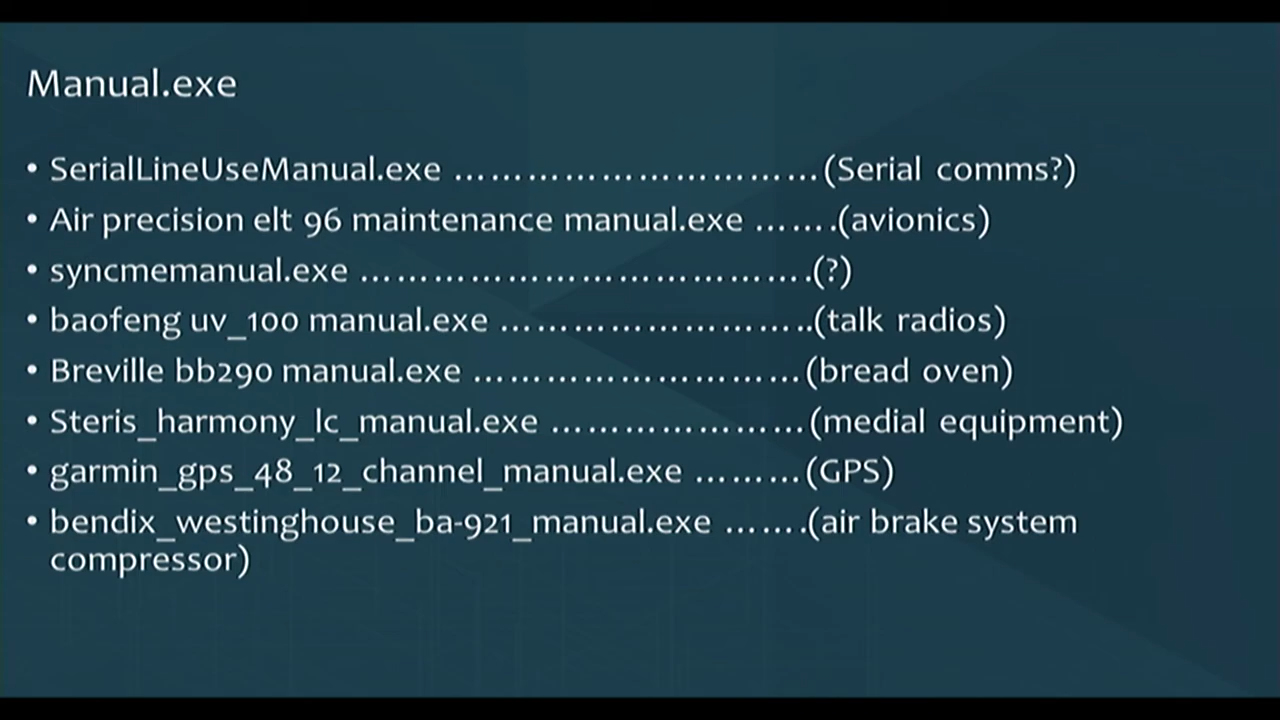 Manual.exe
• SerialLineUseManual.exe ……………………………(Serial comms?)
• Air precision elt 96 maintenance manual.exe …….(avionics)
• syncmemanual.exe ………………………………….(?)
• baofeng uv_100 manual.exe ……………………….. (talk radios)
• Breville bb290 manual.exe ………………………… (bread oven)
• Steris_harmony_lc_manual.exe ………………… (medial equipment)
• garmin_gps_48_12_channel_manual.exe ……… (GPS)
• bendix_westinghouse_ba-921_manual.exe …….(air brake system
compressor)